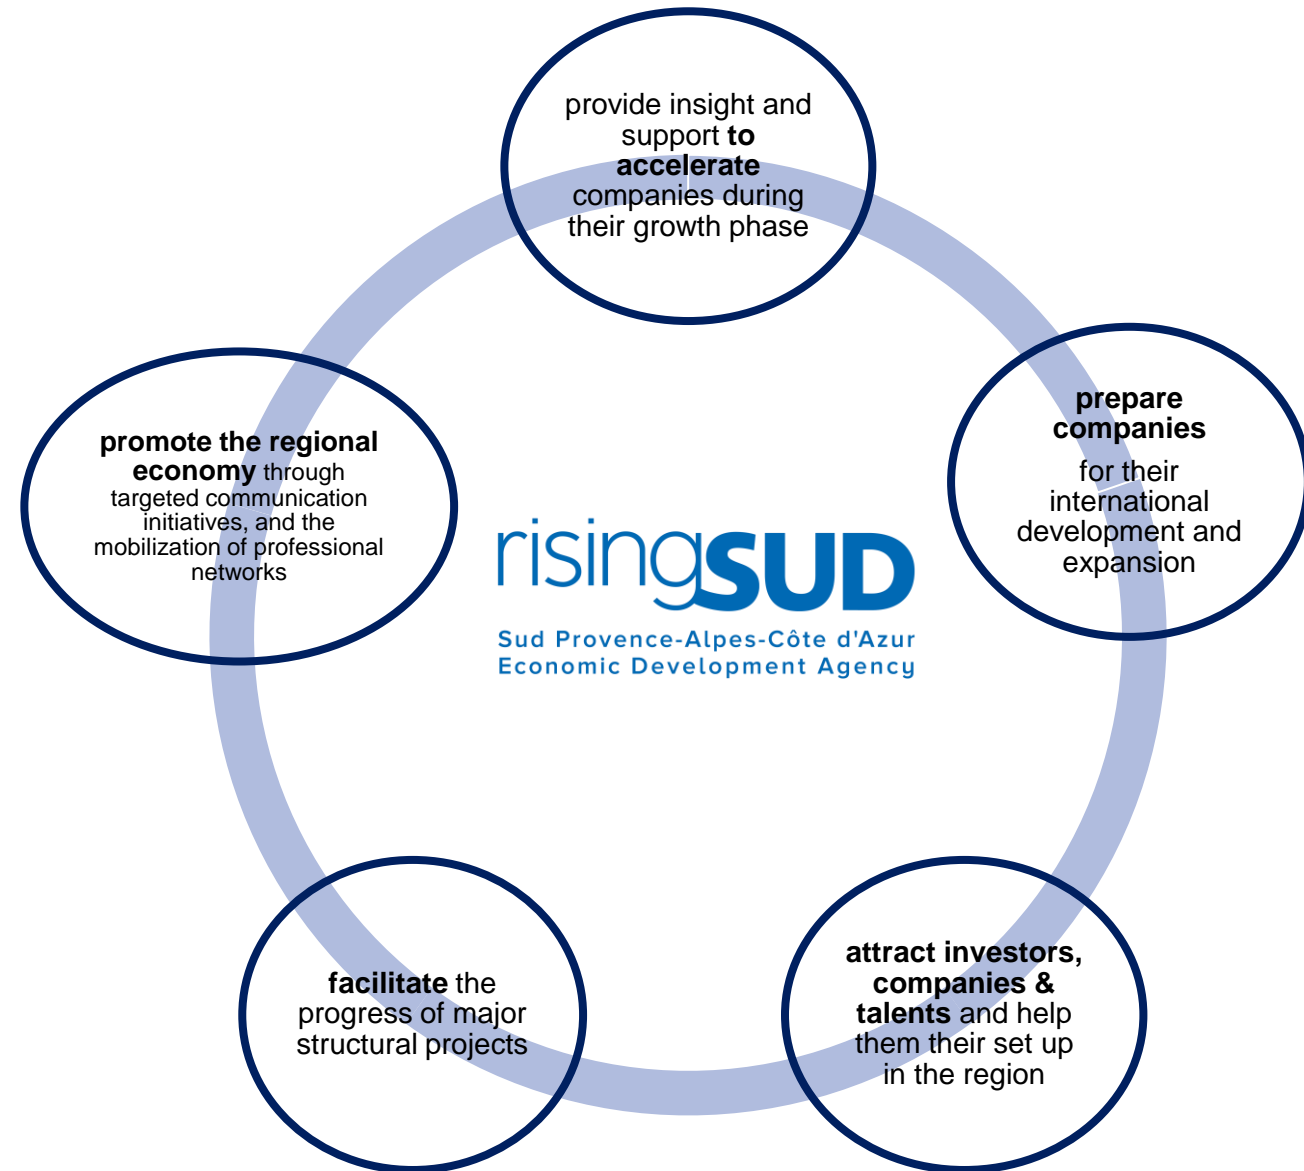 provide insight and
support to
accelerate
companies during
their growth phase
prepare
companies
for their
international
development and
expansion
attract investors,
companies &
talents and help
them their set up
in the region
facilitate the
progress of major
structural projects
promote the regional
economy through
targeted communication
initiatives, and the
mobilization of professional
networks
risingSUD
Sud Provence-Alpes-Côte d'Azur
Economic Development Agency